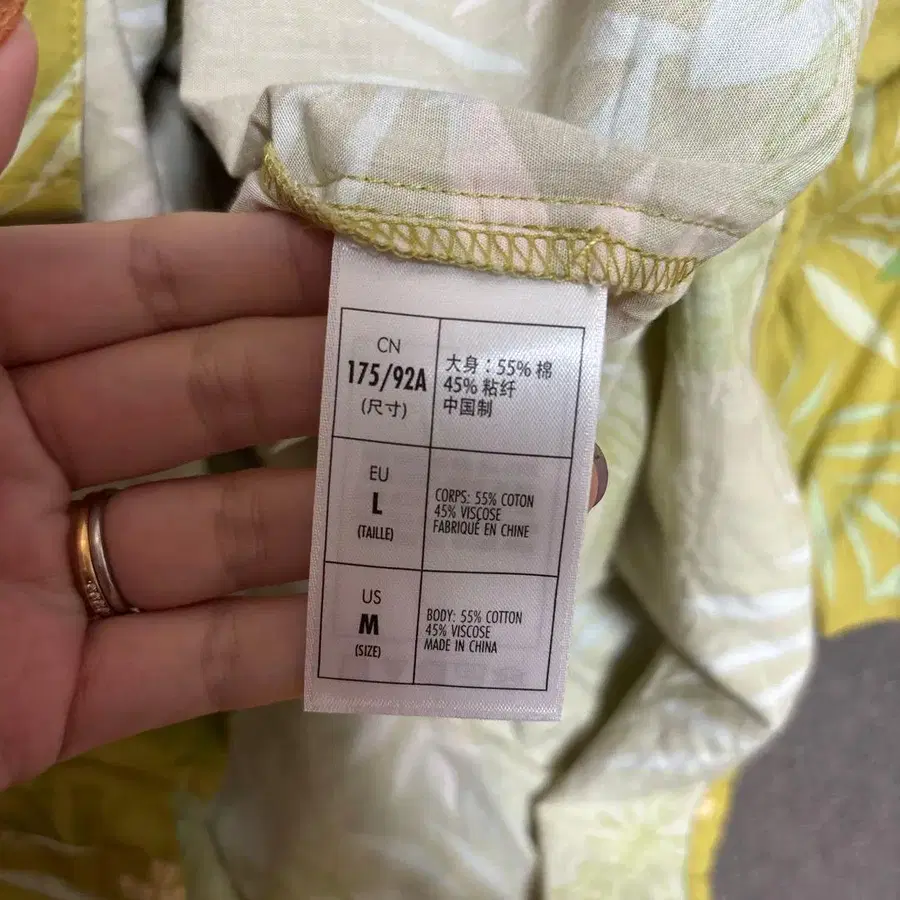 CN
175/92A
(尺寸)
大身：55% 棉
45% 粘纤
中国制
EU
L
(TAILLE)
CORPS: 55% COTON
45% VISCOSE
FABRIQUÉ EN CHINE
US
M
(SIZE)
BODY: 55% COTTON
45% VISCOSE
MADE IN CHINA